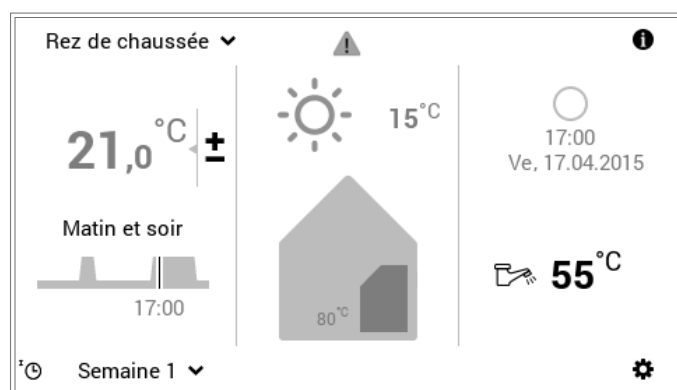 Rez de chaussée
21,0 °C
±
Matin et soir
17:00
15 °C
80 °C
17:00
Ve, 17.04.2015
55 °C
Semaine 1